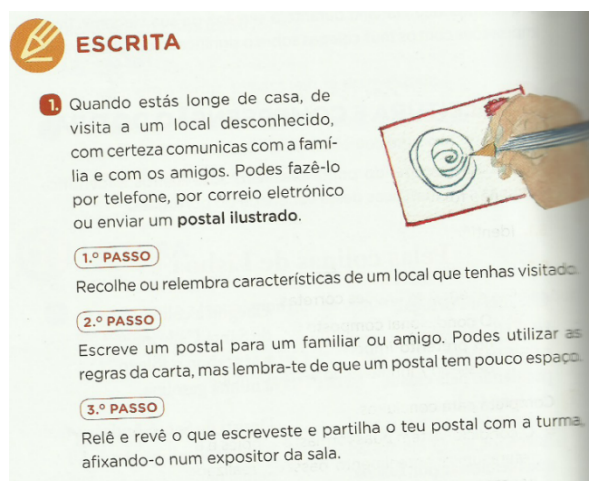 ESCRITA
1. Quando estás longe de casa, de
visita a um local desconhecido,
com certeza comunicas com a famí-
lia e com os amigos. Podes fazê-lo
por telefone, por correio eletrónico
ou enviar um postal ilustrado.
1.º PASSO
Recolhe ou relembra características de um local que tenhas visitado.
2.º PASSO
Escreve um postal para um familiar ou amigo. Podes utilizar as
regras da carta, mas lembra-te de que um postal tem pouco espaço.
3.º PASSO
Relê e revê o que escreveste e partilha o teu postal com a turma,
afixando-o num expositor da sala.